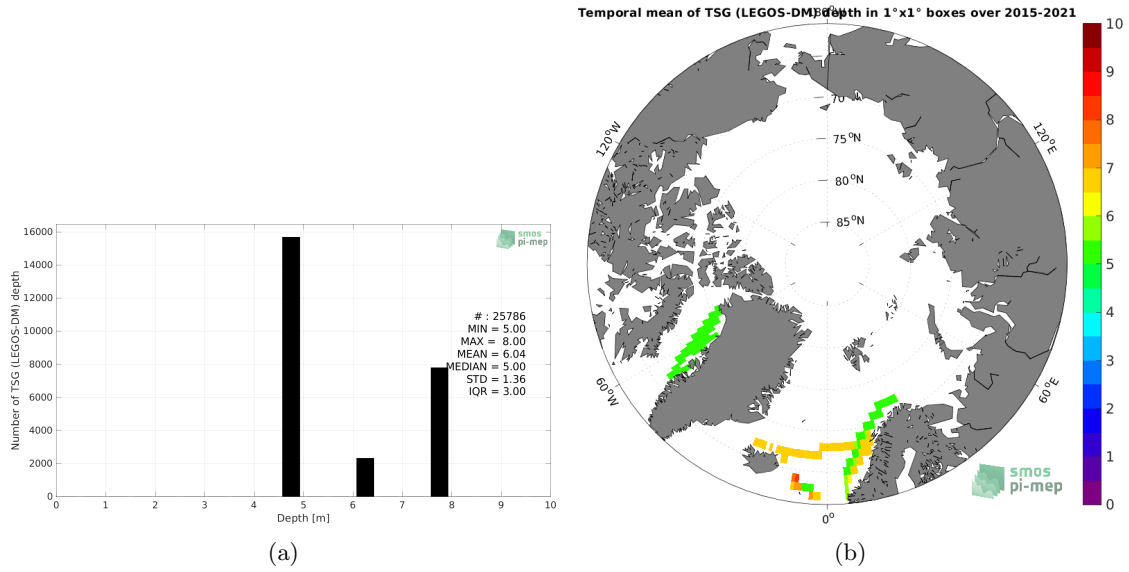 Temporal mean of TSG (LEGOS-DM) depth in 1°x1° boxes over 2015-2021
16000
14000
12000
10000
8000
6000
4000
2000
0
Number of TSG (LEGOS-DM) depth
smos
pi-mep
# : 25786
MIN = 5.00
MAX = 8.00
MEAN = 6.04
MEDIAN = 5.00
STD = 1.36
IQR = 3.00
0 1 2 3 4 5 6 7 8 9 10
Depth [m]
(a)
120°W
60°W
0°
60°E
120°E
75°N
80°N
85°N
smos
pi-mep
10
9
8
7
6
5
4
3
2
1
0
(b)